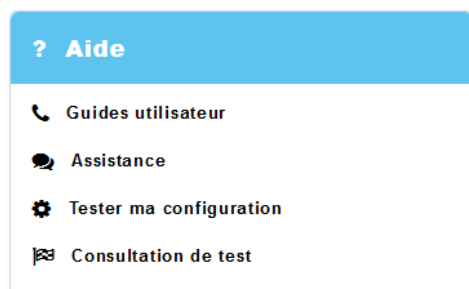 ? Aide
Guides utilisateur
Assistance
Tester ma configuration
Consultation de test